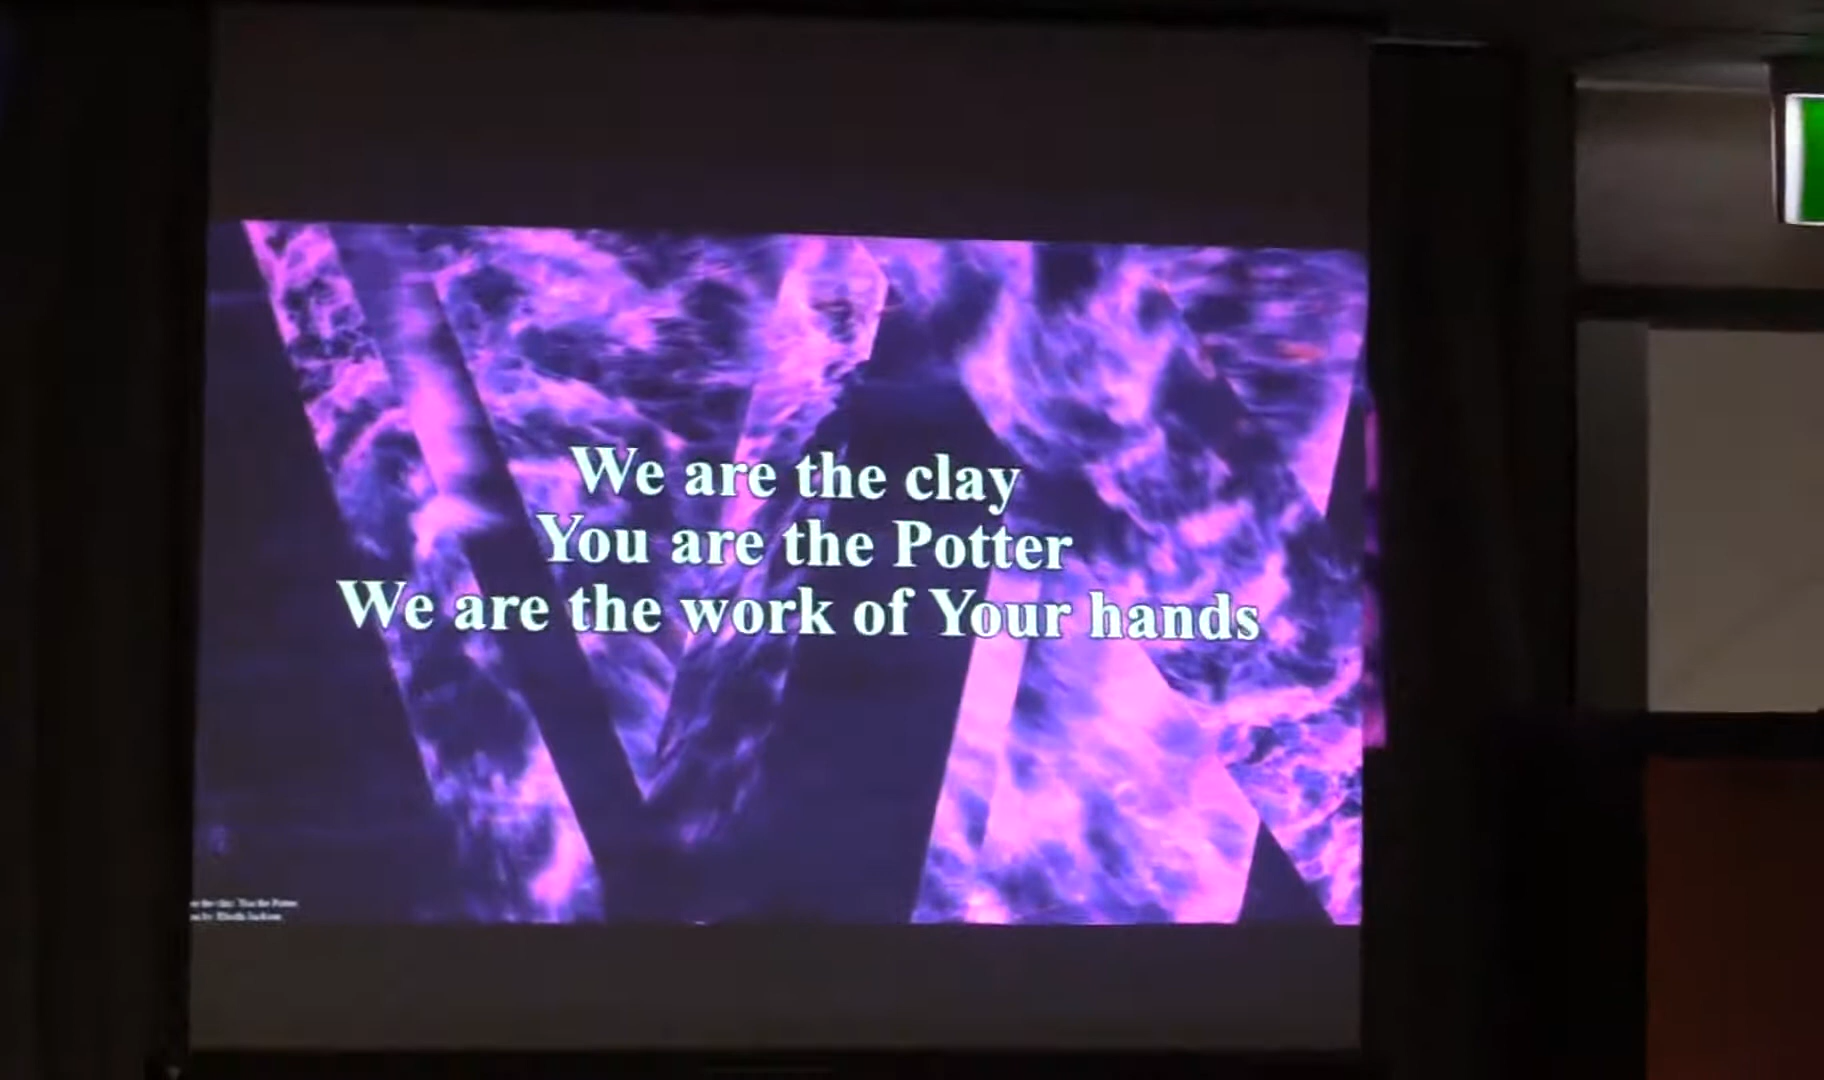 We are the clay
You are the Potter
We are the work of Your hands